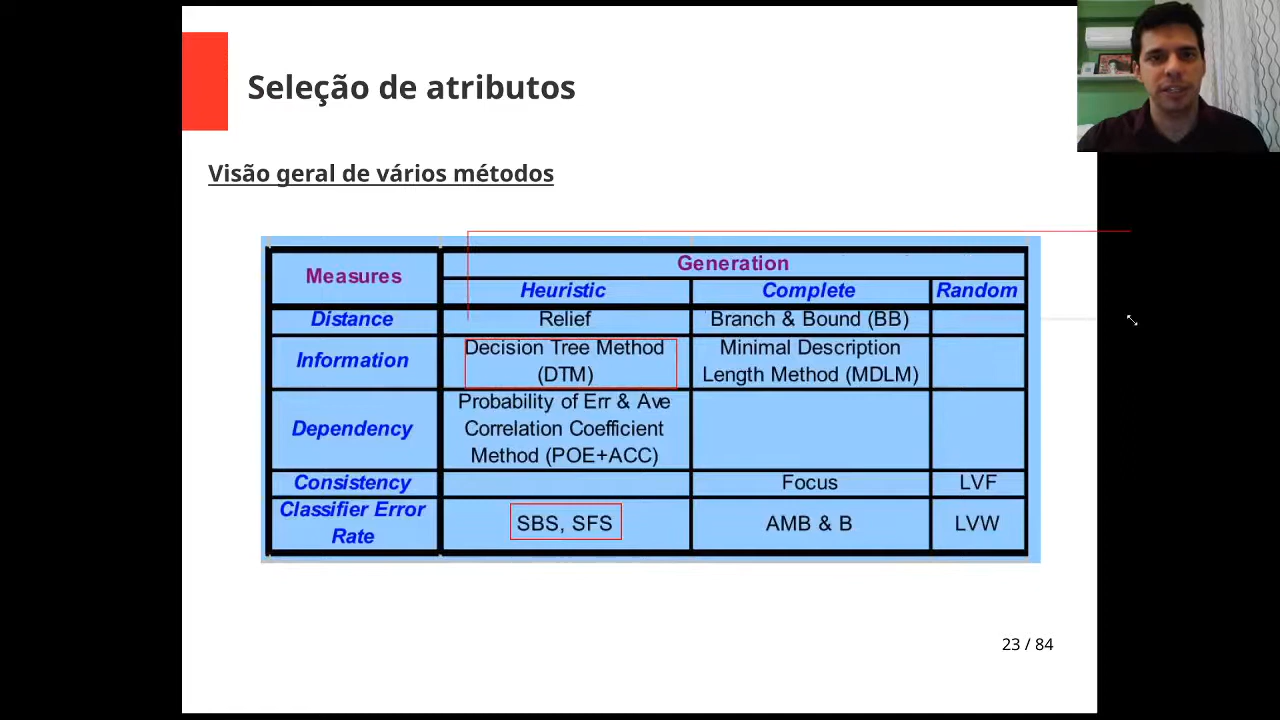 Seleção de atributos
Visão geral de vários métodos
Measures
Generation
Heuristic
Complete
Random
Distance
Relief
Branch & Bound (BB)
Information
Decision Tree Method
(DTM)
Minimal Description
Length Method (MDLM)
Dependency
Probability of Err & Ave
Correlation Coefficient
Method (POE+ACC)
Consistency
Focus
LVF
Classifier Error
Rate
SBS, SFS
AMB & B
LVW
23 / 84